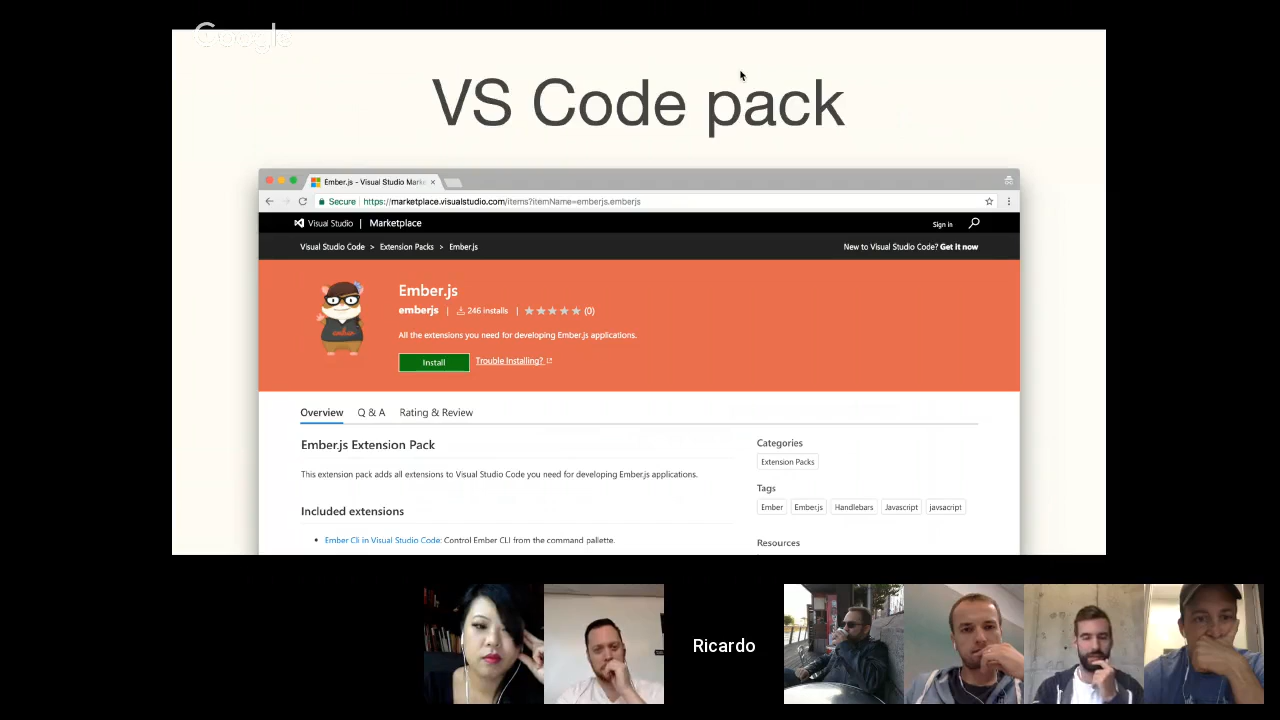 Google
VS Code pack
Ember.js - Visual Studio Mark
Secure https://marketplace.visualstudio.com/items?itemName=emberjs.emberjs
Visual Studio | Marketplace
Sign in
Visual Studio Code > Extension Packs > Ember.js
New to Visual Studio Code? Get it now
Ember.js
emberjs | 246 installs | (0)
All the extensions you need for developing Ember.js applications.
Install
Trouble Installing?
Overview Q & A Rating & Review
Ember.js Extension Pack
This extension pack adds all extensions to Visual Studio Code you need for developing Ember.js applications.
Included extensions
• Ember Cli in Visual Studio Code: Control Ember CLI from the command pallette.
Categories
Extension Packs
Tags
Ember Ember.js Handlebars Javascript javsacript
Resources
Ricardo